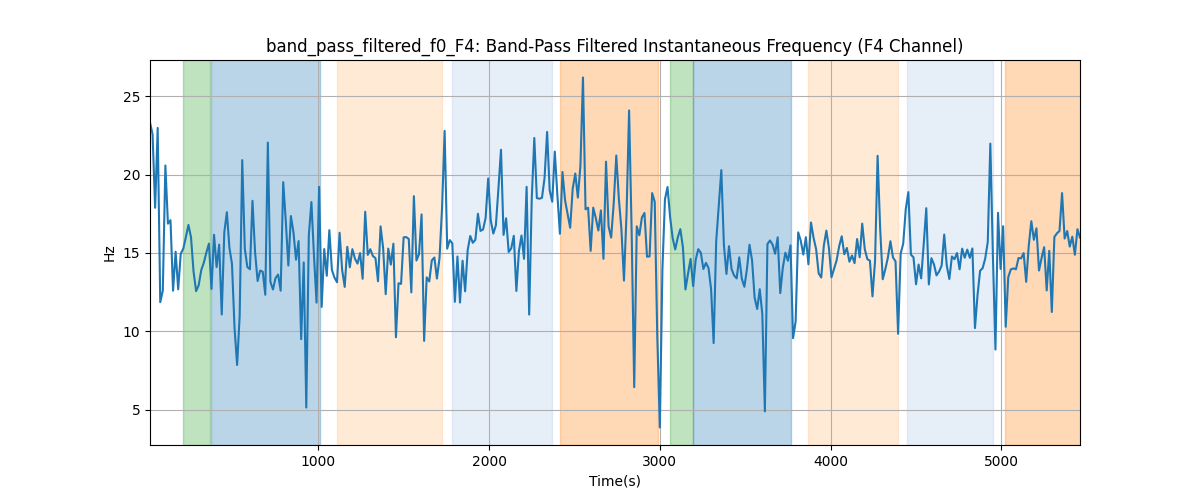 band_pass_filtered_f0_F4: Band-Pass Filtered Instantaneous Frequency (F4 Channel)
25
20
15
10
5
Hz
1000 2000 3000 4000 5000
Time(s)